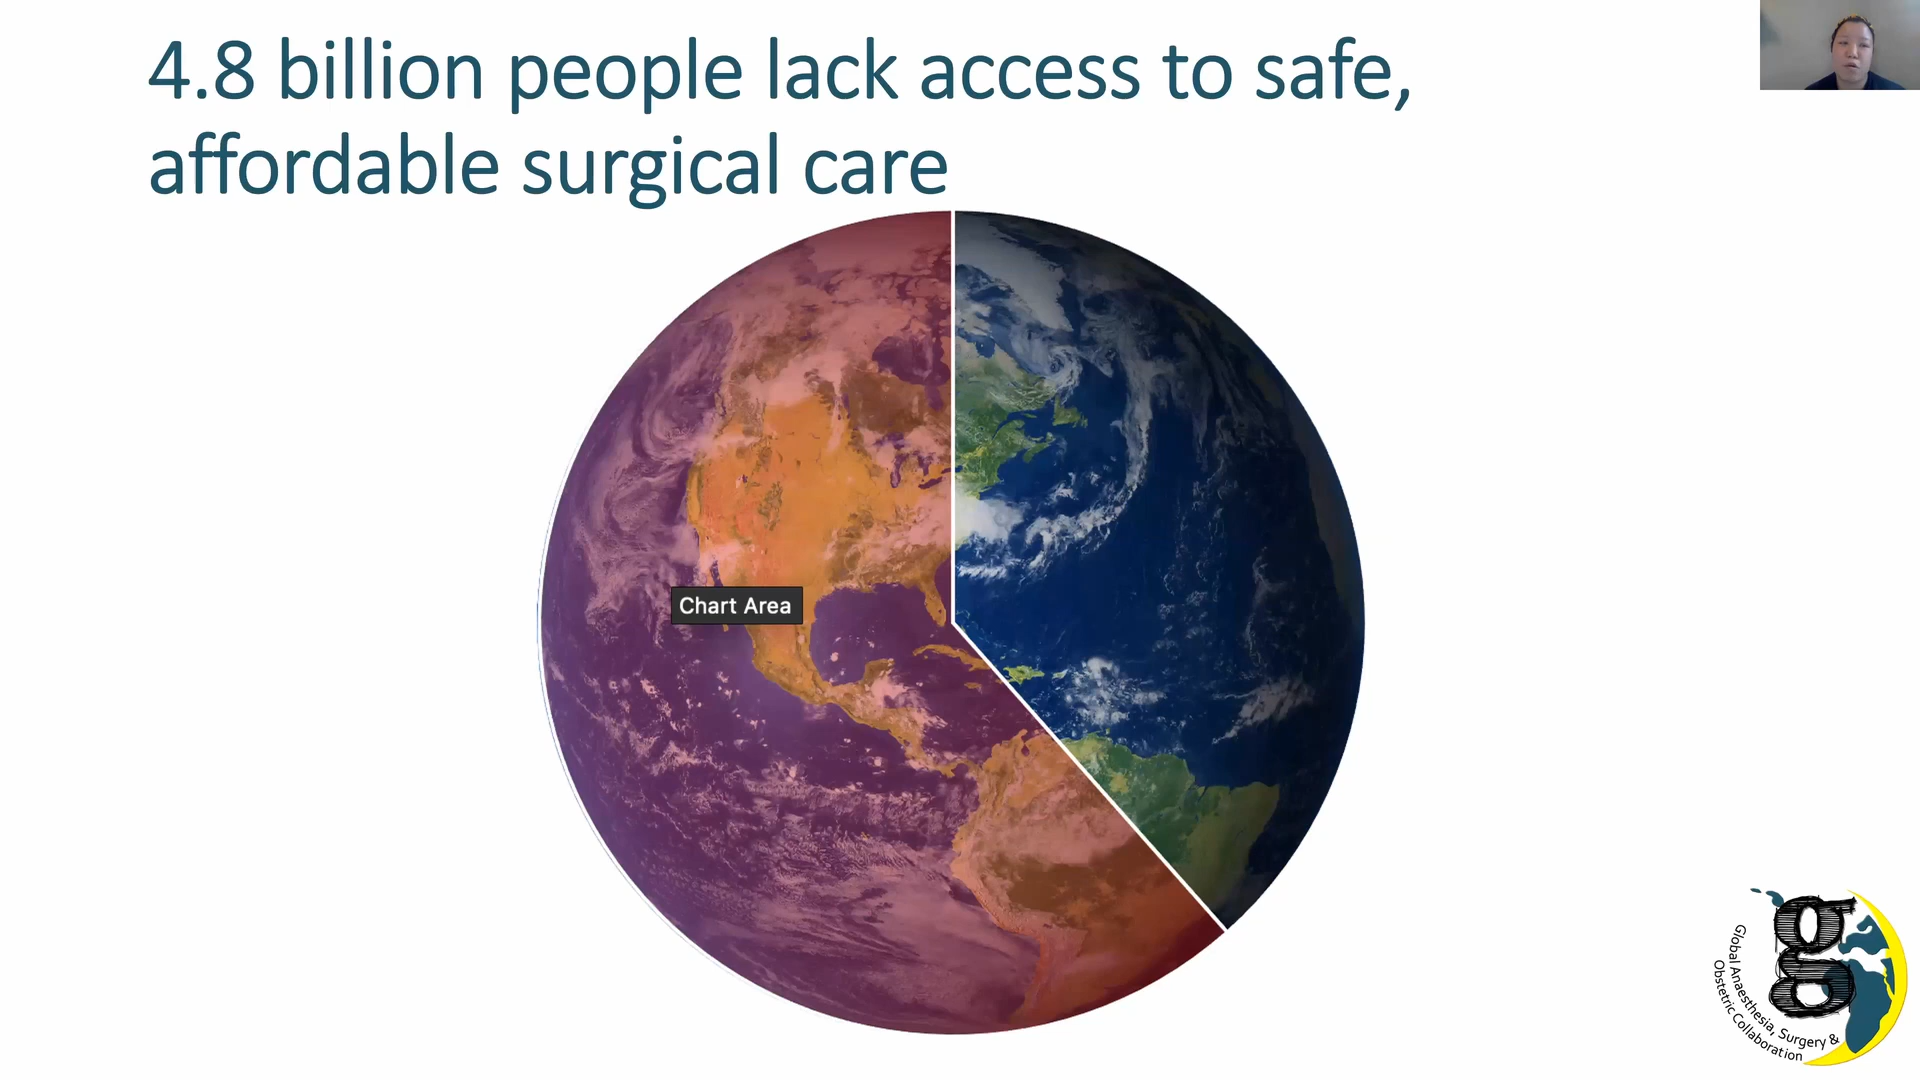 4.8 billion people lack access to safe,
affordable surgical care
Chart Area
g
Global Anaesthesia, Surgery &
Obstetric Collaboration